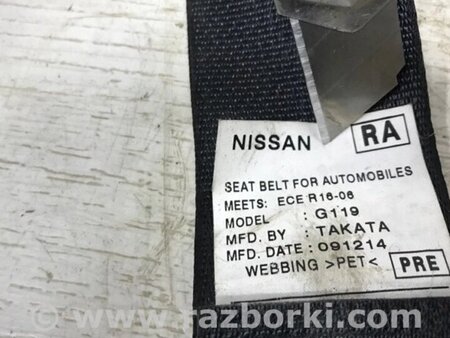 NISSAN RA
SEAT BELT FOR AUTOMOBILES
MEETS: ECE R16-06
MODEL : G119
MFD. BY : TAKATA
MFD. DATE : 091214
WEBBING >PET< PRE
© www.razborki.com